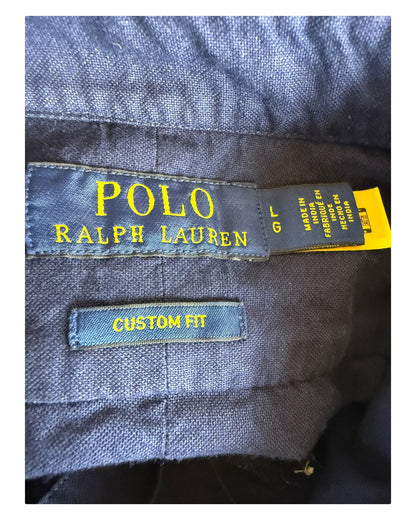 POLO
RALPH LAUREN
L
G
MADE IN
INDIA
FABRIQUÉ EN
INDE
HECHO EN
INDIA
CUSTOM FIT